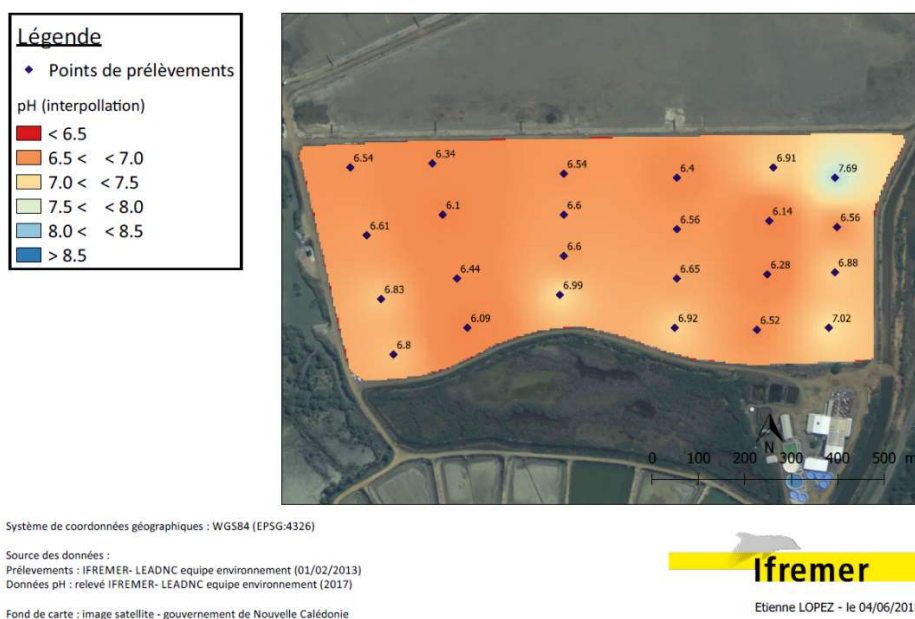 Légende
Points de prélèvements
pH (interpollation)
< 6.5
6.5 < < 7.0
7.0 < < 7.5
7.5 < < 8.0
8.0 < < 8.5
> 8.5
6.54
6.34
6.54
6.4
6.91
7.69
6.1
6.6
6.56
6.14
6.56
6.61
6.6
6.44
6.65
6.28
6.88
6.83
6.99
6.09
6.92
6.52
7.02
6.8
N
0 100 200 300 400 500 m
Système de coordonnées géographiques : WGS84 (EPSG:4326)
Source des données :
Prélevements : IFREMER- LEADNC equipe environnement (01/02/2013)
Données pH : relevé IFREMER- LEADNC equipe environnement (2017)
Fond de carte : image satellite - gouvernement de Nouvelle Calédonie
Ifremer
Etienne LOPEZ - le 04/06/201